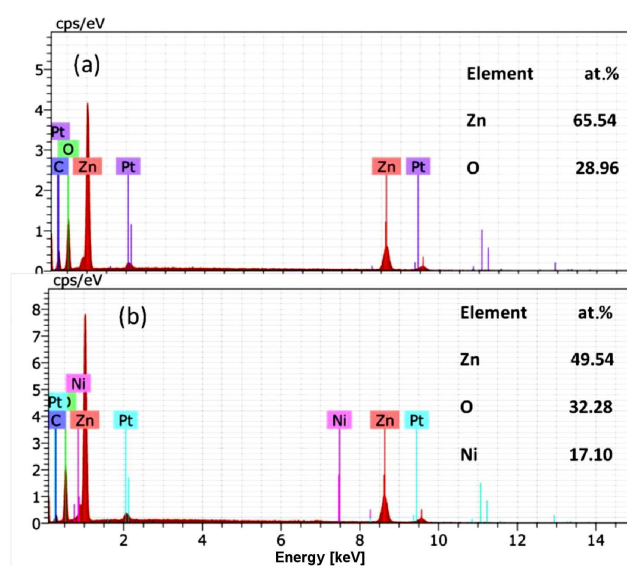 cps/eV
(a)
Element at.%
Zn 65.54
O 28.96
5
4
3
2
1
0
Pt
O
C Zn Pt Zn Pt
cps/eV
(b)
Element at.%
Zn 49.54
O 32.28
Ni 17.10
8
7
6
5
4
3
2
1
0
Ni
Pt
C Zn Pt Ni Zn Pt
2 4 6 8 10 12 14
Energy [keV]